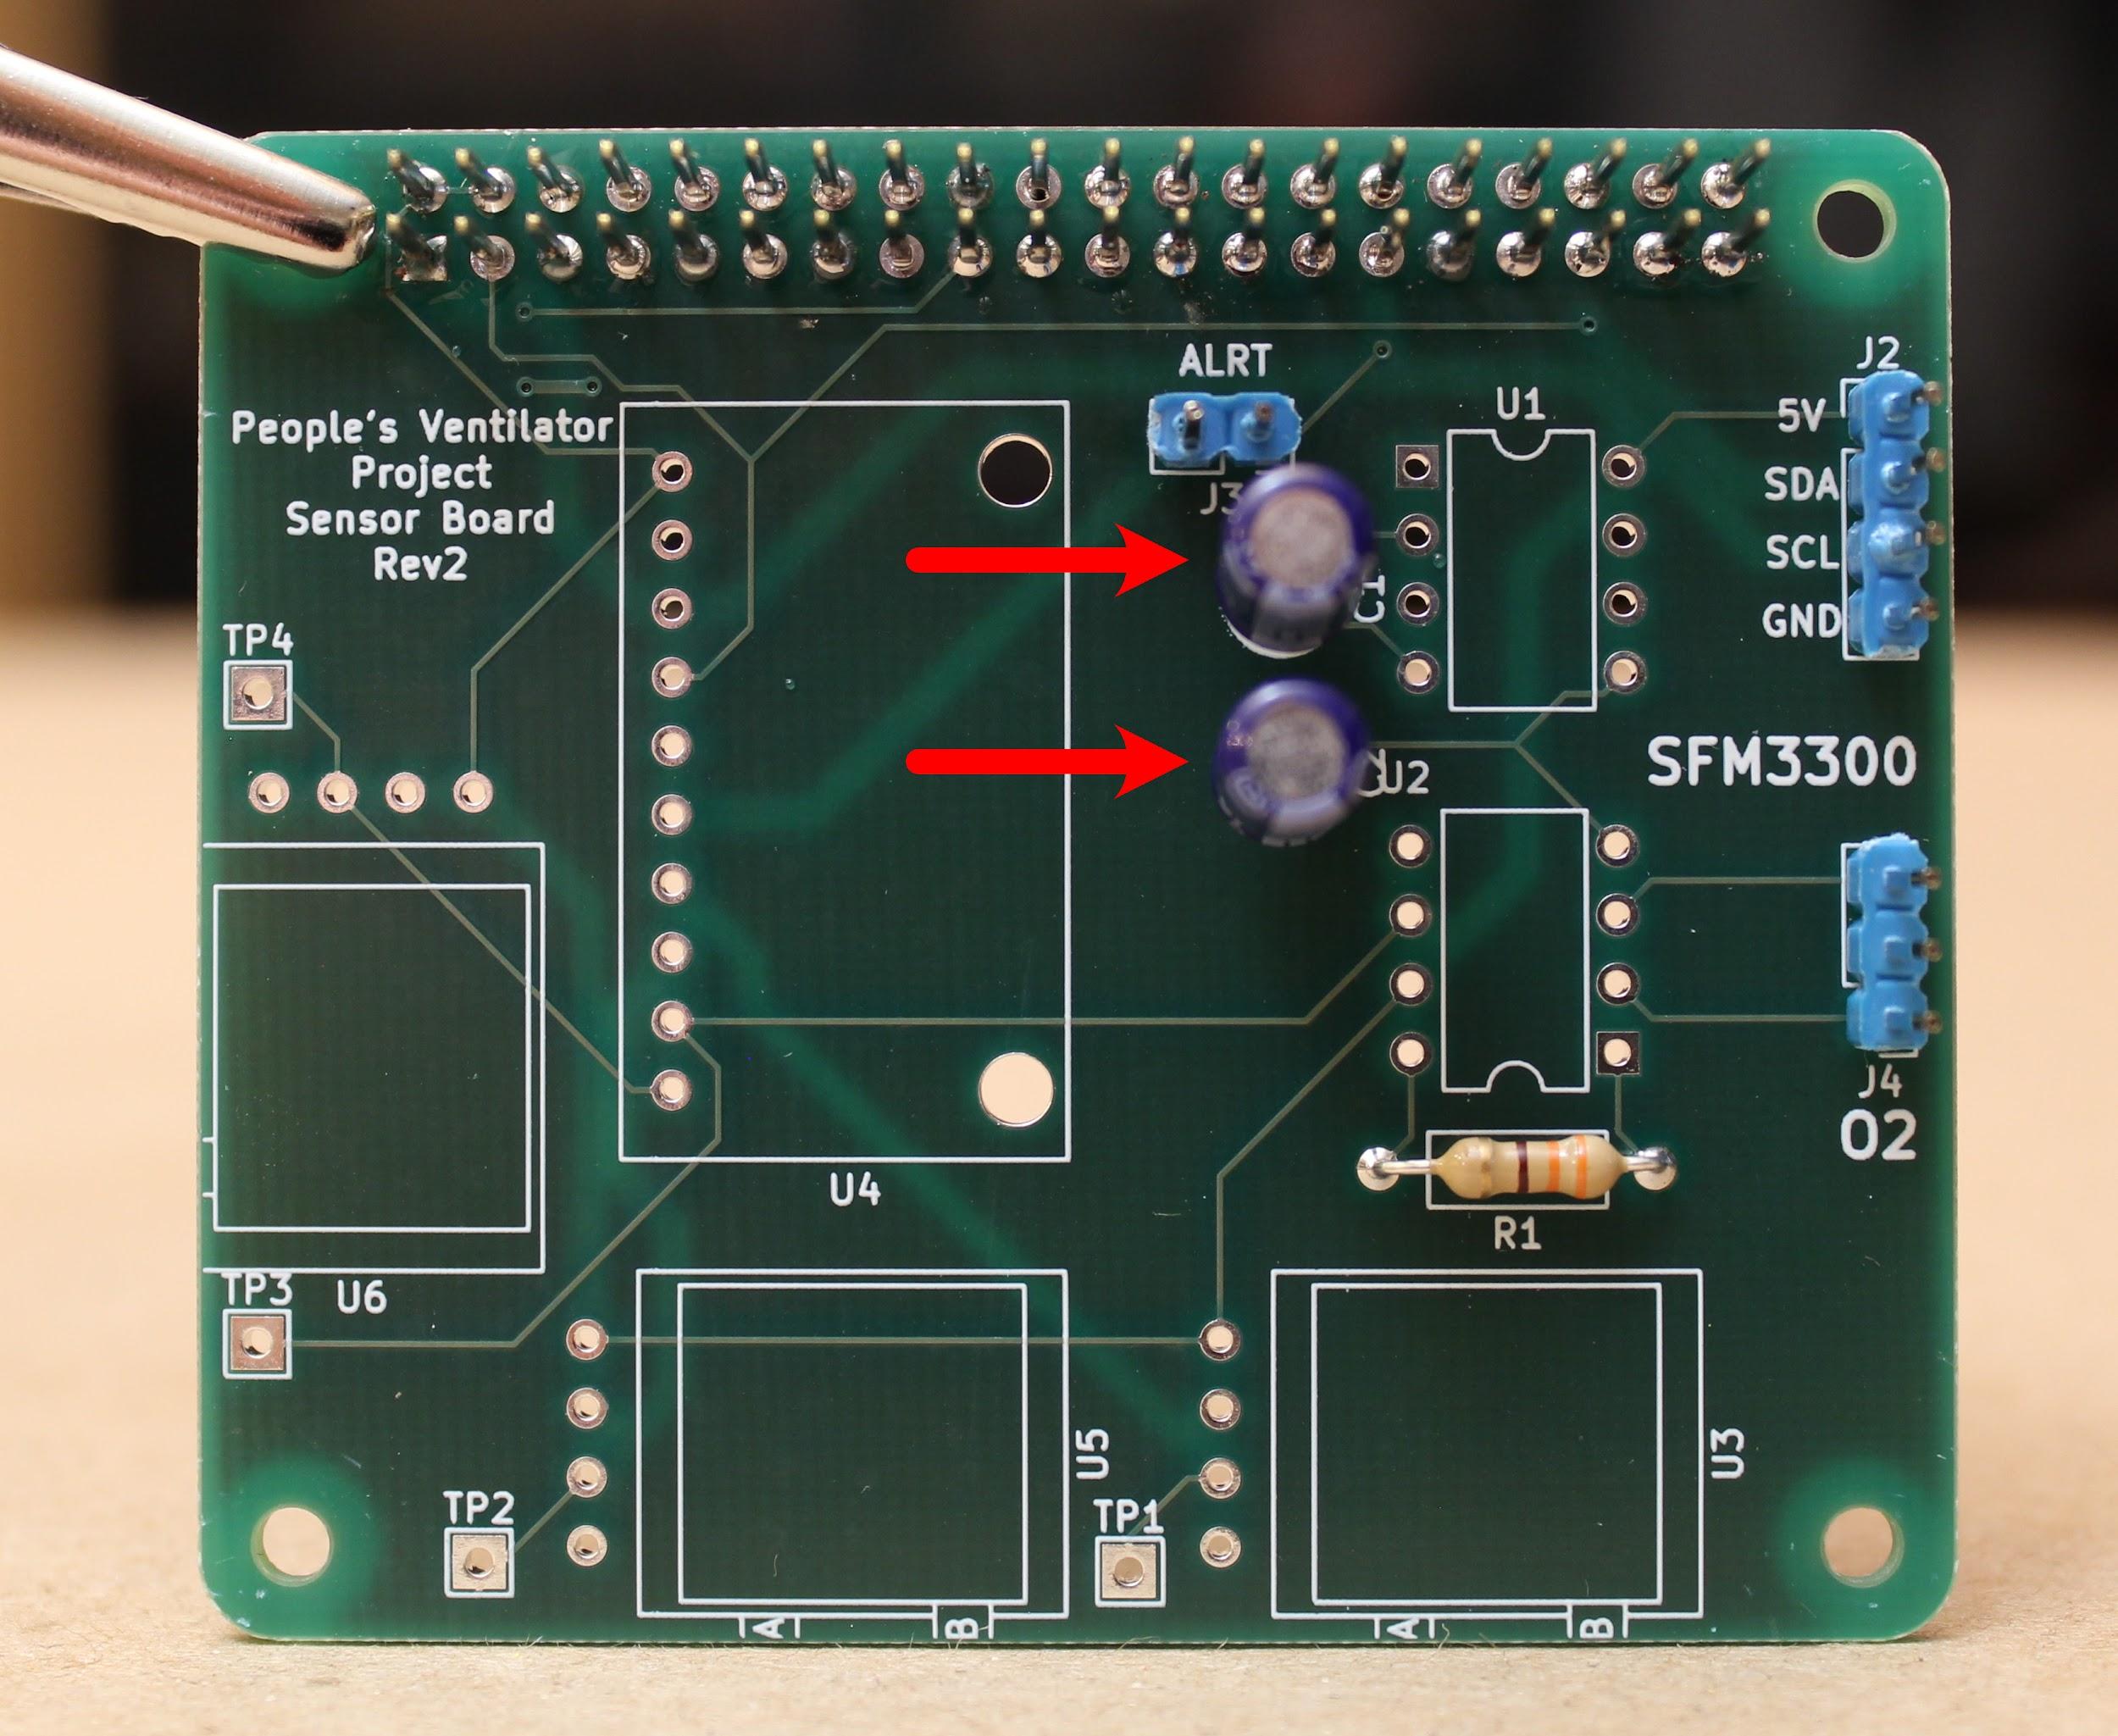 ALRT
J2
U1
5V
People's Ventilator
Project
Sensor Board
Rev2
SDA
J3
SCL
C1
GND
TP4
SFM3300
U2
J4
O2
U4
R1
TP3
U6
U5
U3
TP2
TP1
A
B
A
B